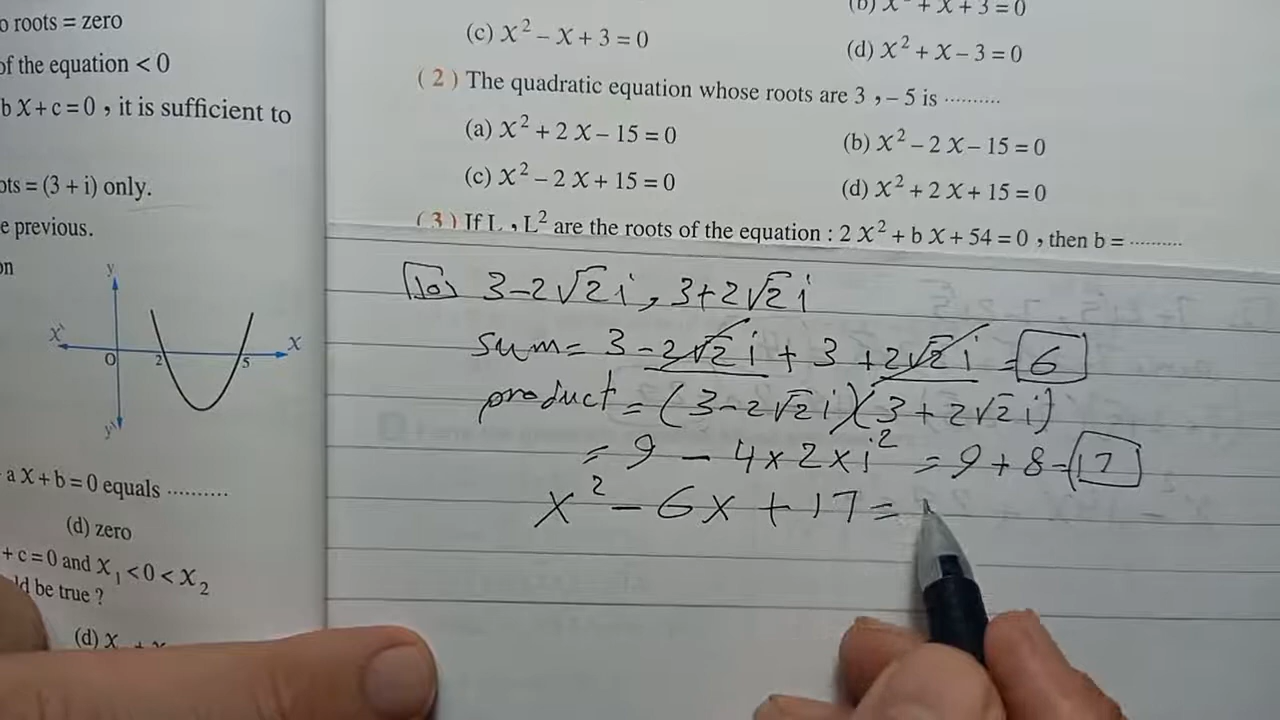 o roots = zero
of the equation < 0
b X + c = 0 , it is sufficient to
ots = (3 + i) only.
e previous.
on
y
X`
O
2
5
X
y`
a X + b = 0 equals ..........
(d) zero
+ c = 0 and X₁ < 0 < X₂
ld be true ?
(d) X
(b) X² + X + 3 = 0
(c) X² – X + 3 = 0
(d) X² + X – 3 = 0
( 2 ) The quadratic equation whose roots are 3 , – 5 is ..........
(a) X² + 2 X – 15 = 0
(b) X² – 2 X – 15 = 0
(c) X² – 2 X + 15 = 0
(d) X² + 2 X + 15 = 0
( 3 ) If L , L² are the roots of the equation : 2 X² + b X + 54 = 0 , then b = ..........
10 3-2√2 i , 3+2√2 i
sum = 3 - 2√2 i + 3 + 2√2 i = 6
product = (3-2√2 i)(3+2√2 i)
= 9 - 4x2xi² = 9 + 8 = 17
x² - 6x + 17 =